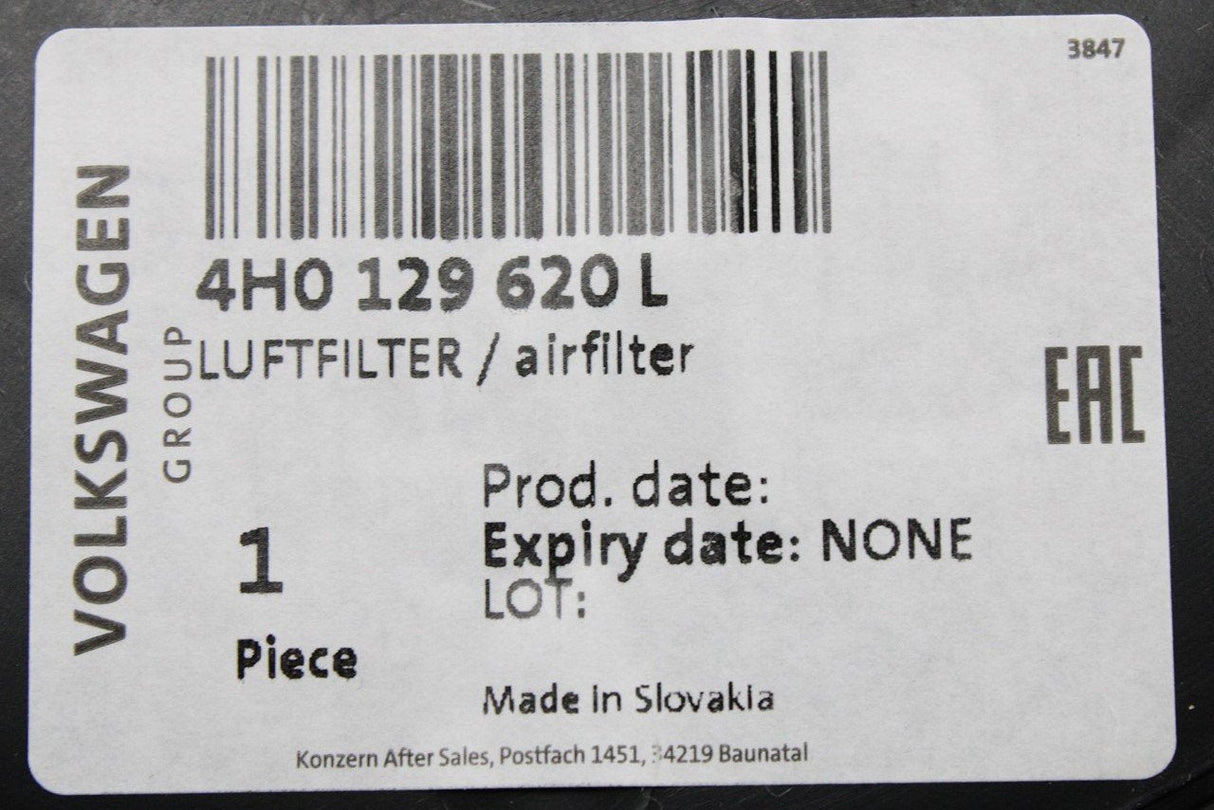 3847
VOLKSWAGEN
GROUP
4H0 129 620 L
LUFTFILTER / airfilter
EAC
Prod. date:
Expiry date: NONE
LOT:
1
Piece
Made in Slovakia
Konzern After Sales, Postfach 1451, 34219 Baunatal